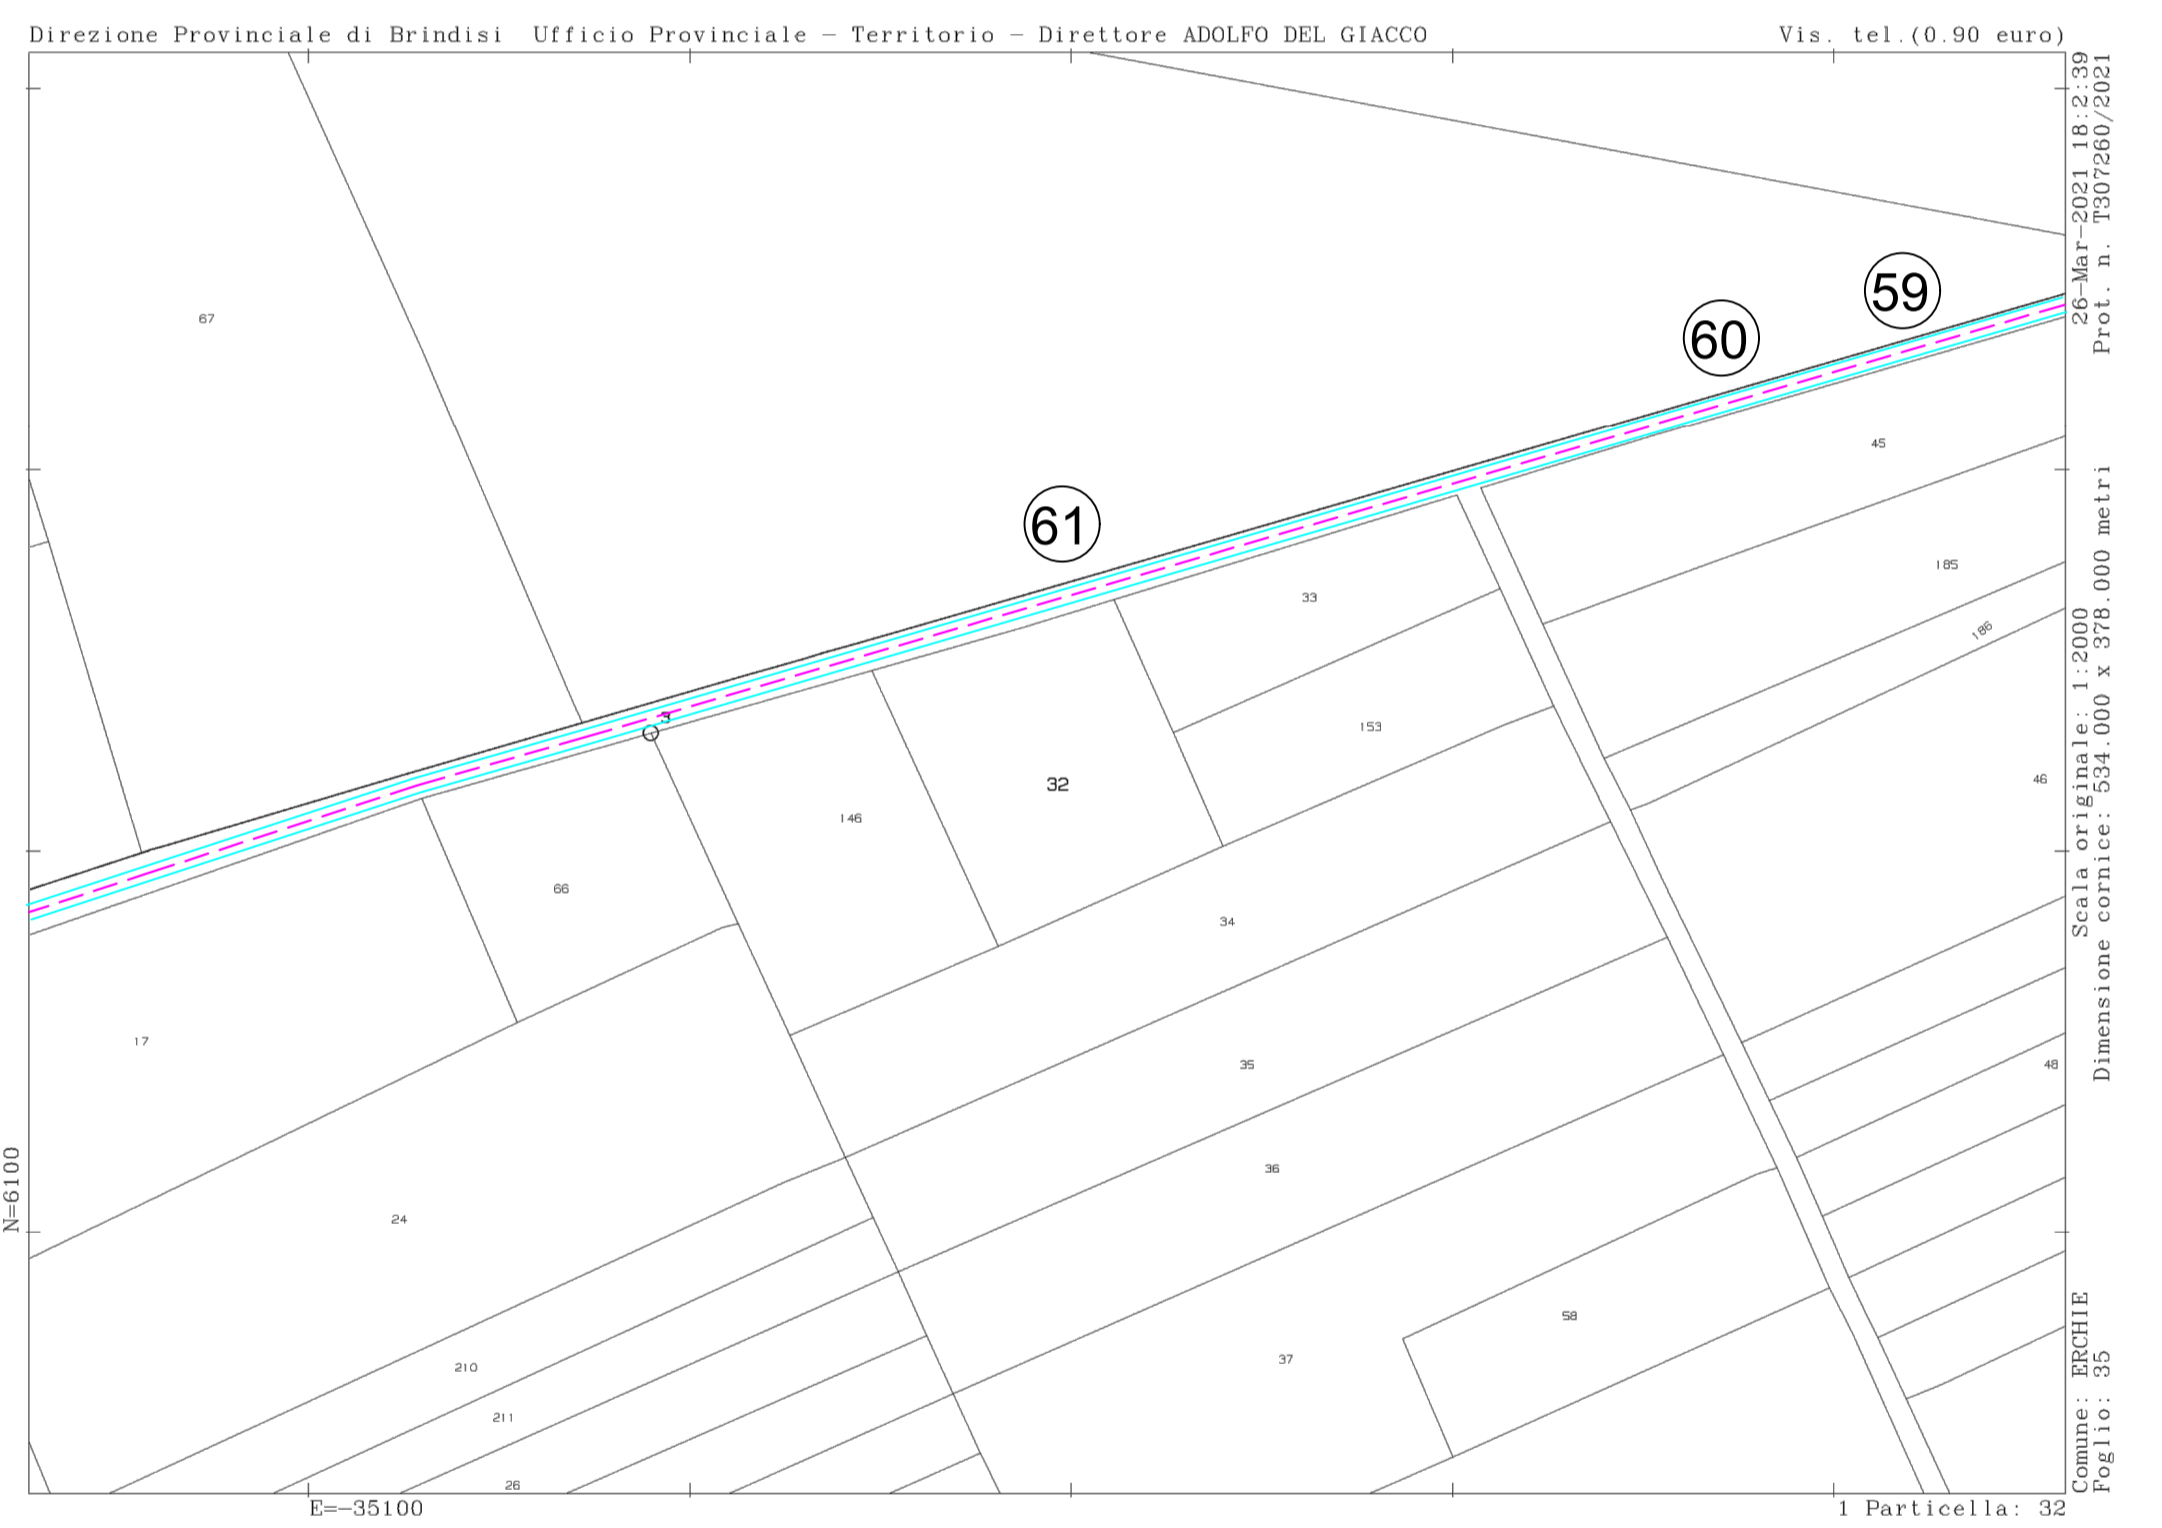 Direzione Provinciale di Brindisi Ufficio Provinciale – Territorio – Direttore ADOLFO DEL GIACCO
Vis. tel.(0.90 euro)
26–Mar–2021 18:2:39
Prot. n. T307260/2021
Scala originale: 1:2000
Dimensione cornice: 534.000 x 378.000 metri
Comune: ERCHIE
Foglio: 35
67
59
60
45
61
185
33
186
3
153
32
46
146
66
34
17
35
48
36
24
58
37
210
211
26
N=6100
E=–35100
1 Particella: 32